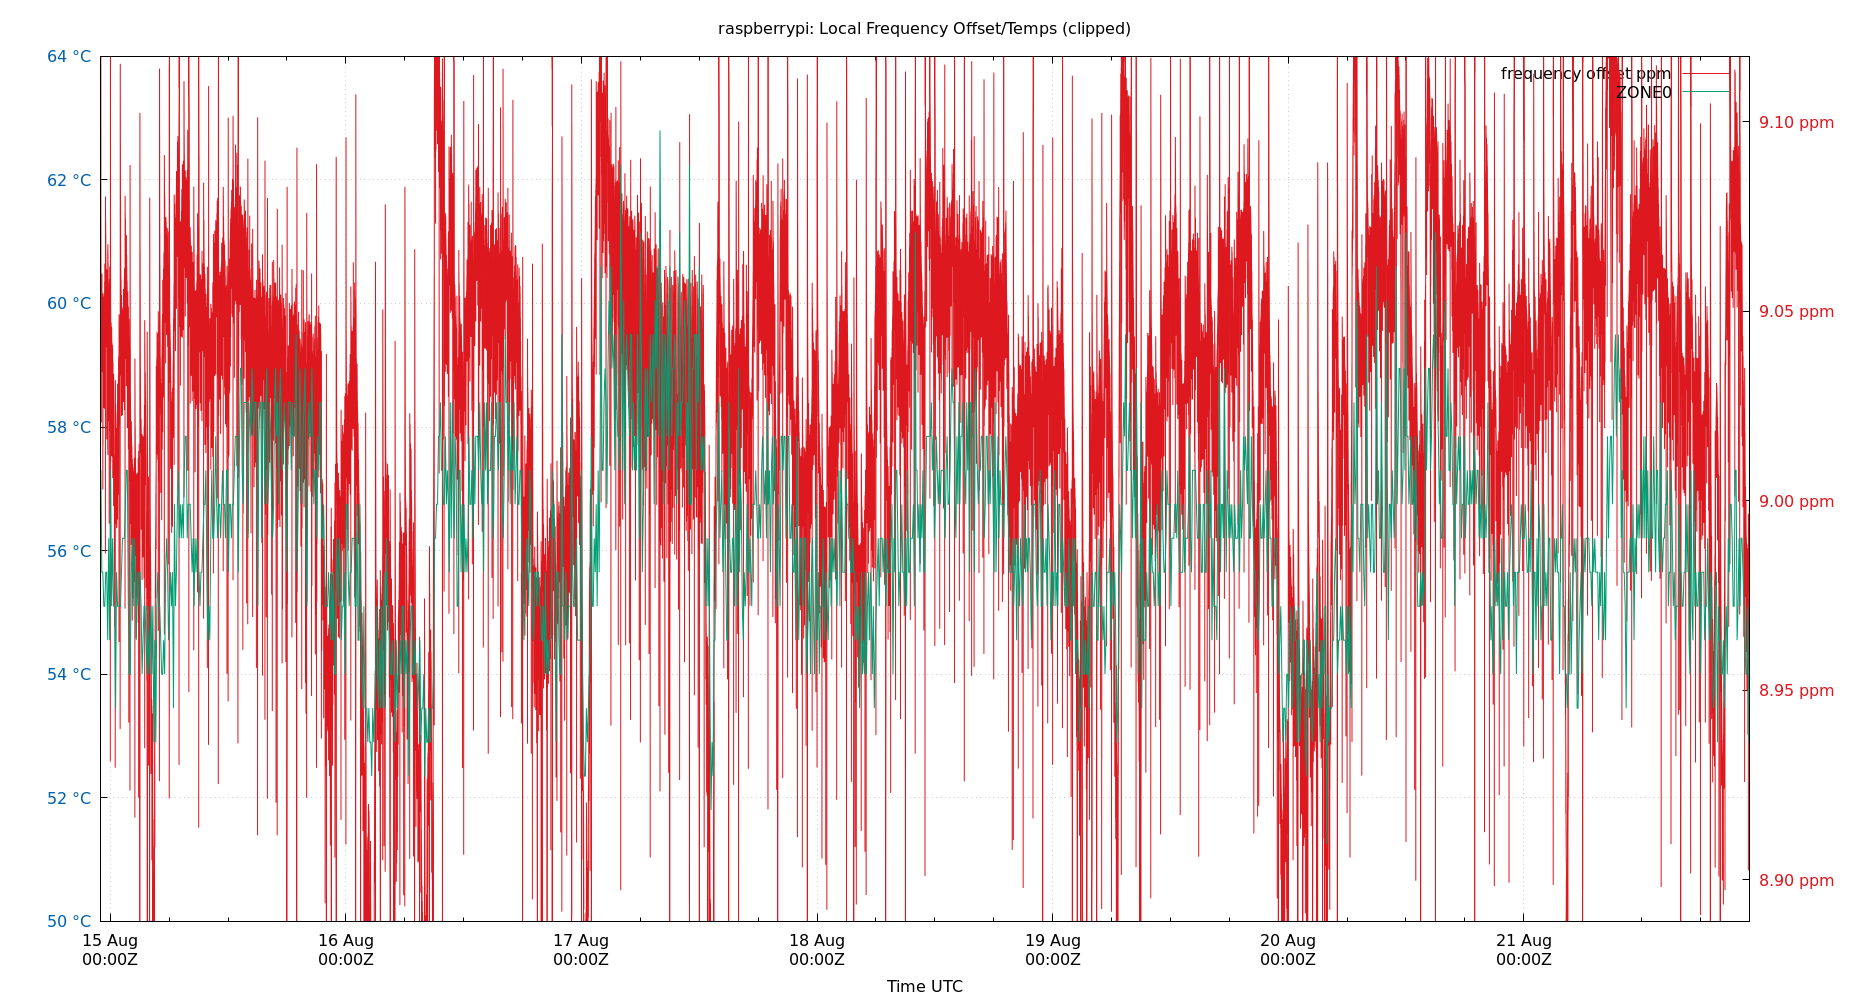 raspberrypi: Local Frequency Offset/Temps (clipped)
64 °C
62 °C
60 °C
58 °C
56 °C
54 °C
52 °C
50 °C
frequency offset ppm
ZONE0
9.10 ppm
9.05 ppm
9.00 ppm
8.95 ppm
8.90 ppm
15 Aug
00:00Z
16 Aug
00:00Z
17 Aug
00:00Z
18 Aug
00:00Z
19 Aug
00:00Z
20 Aug
00:00Z
21 Aug
00:00Z
Time UTC